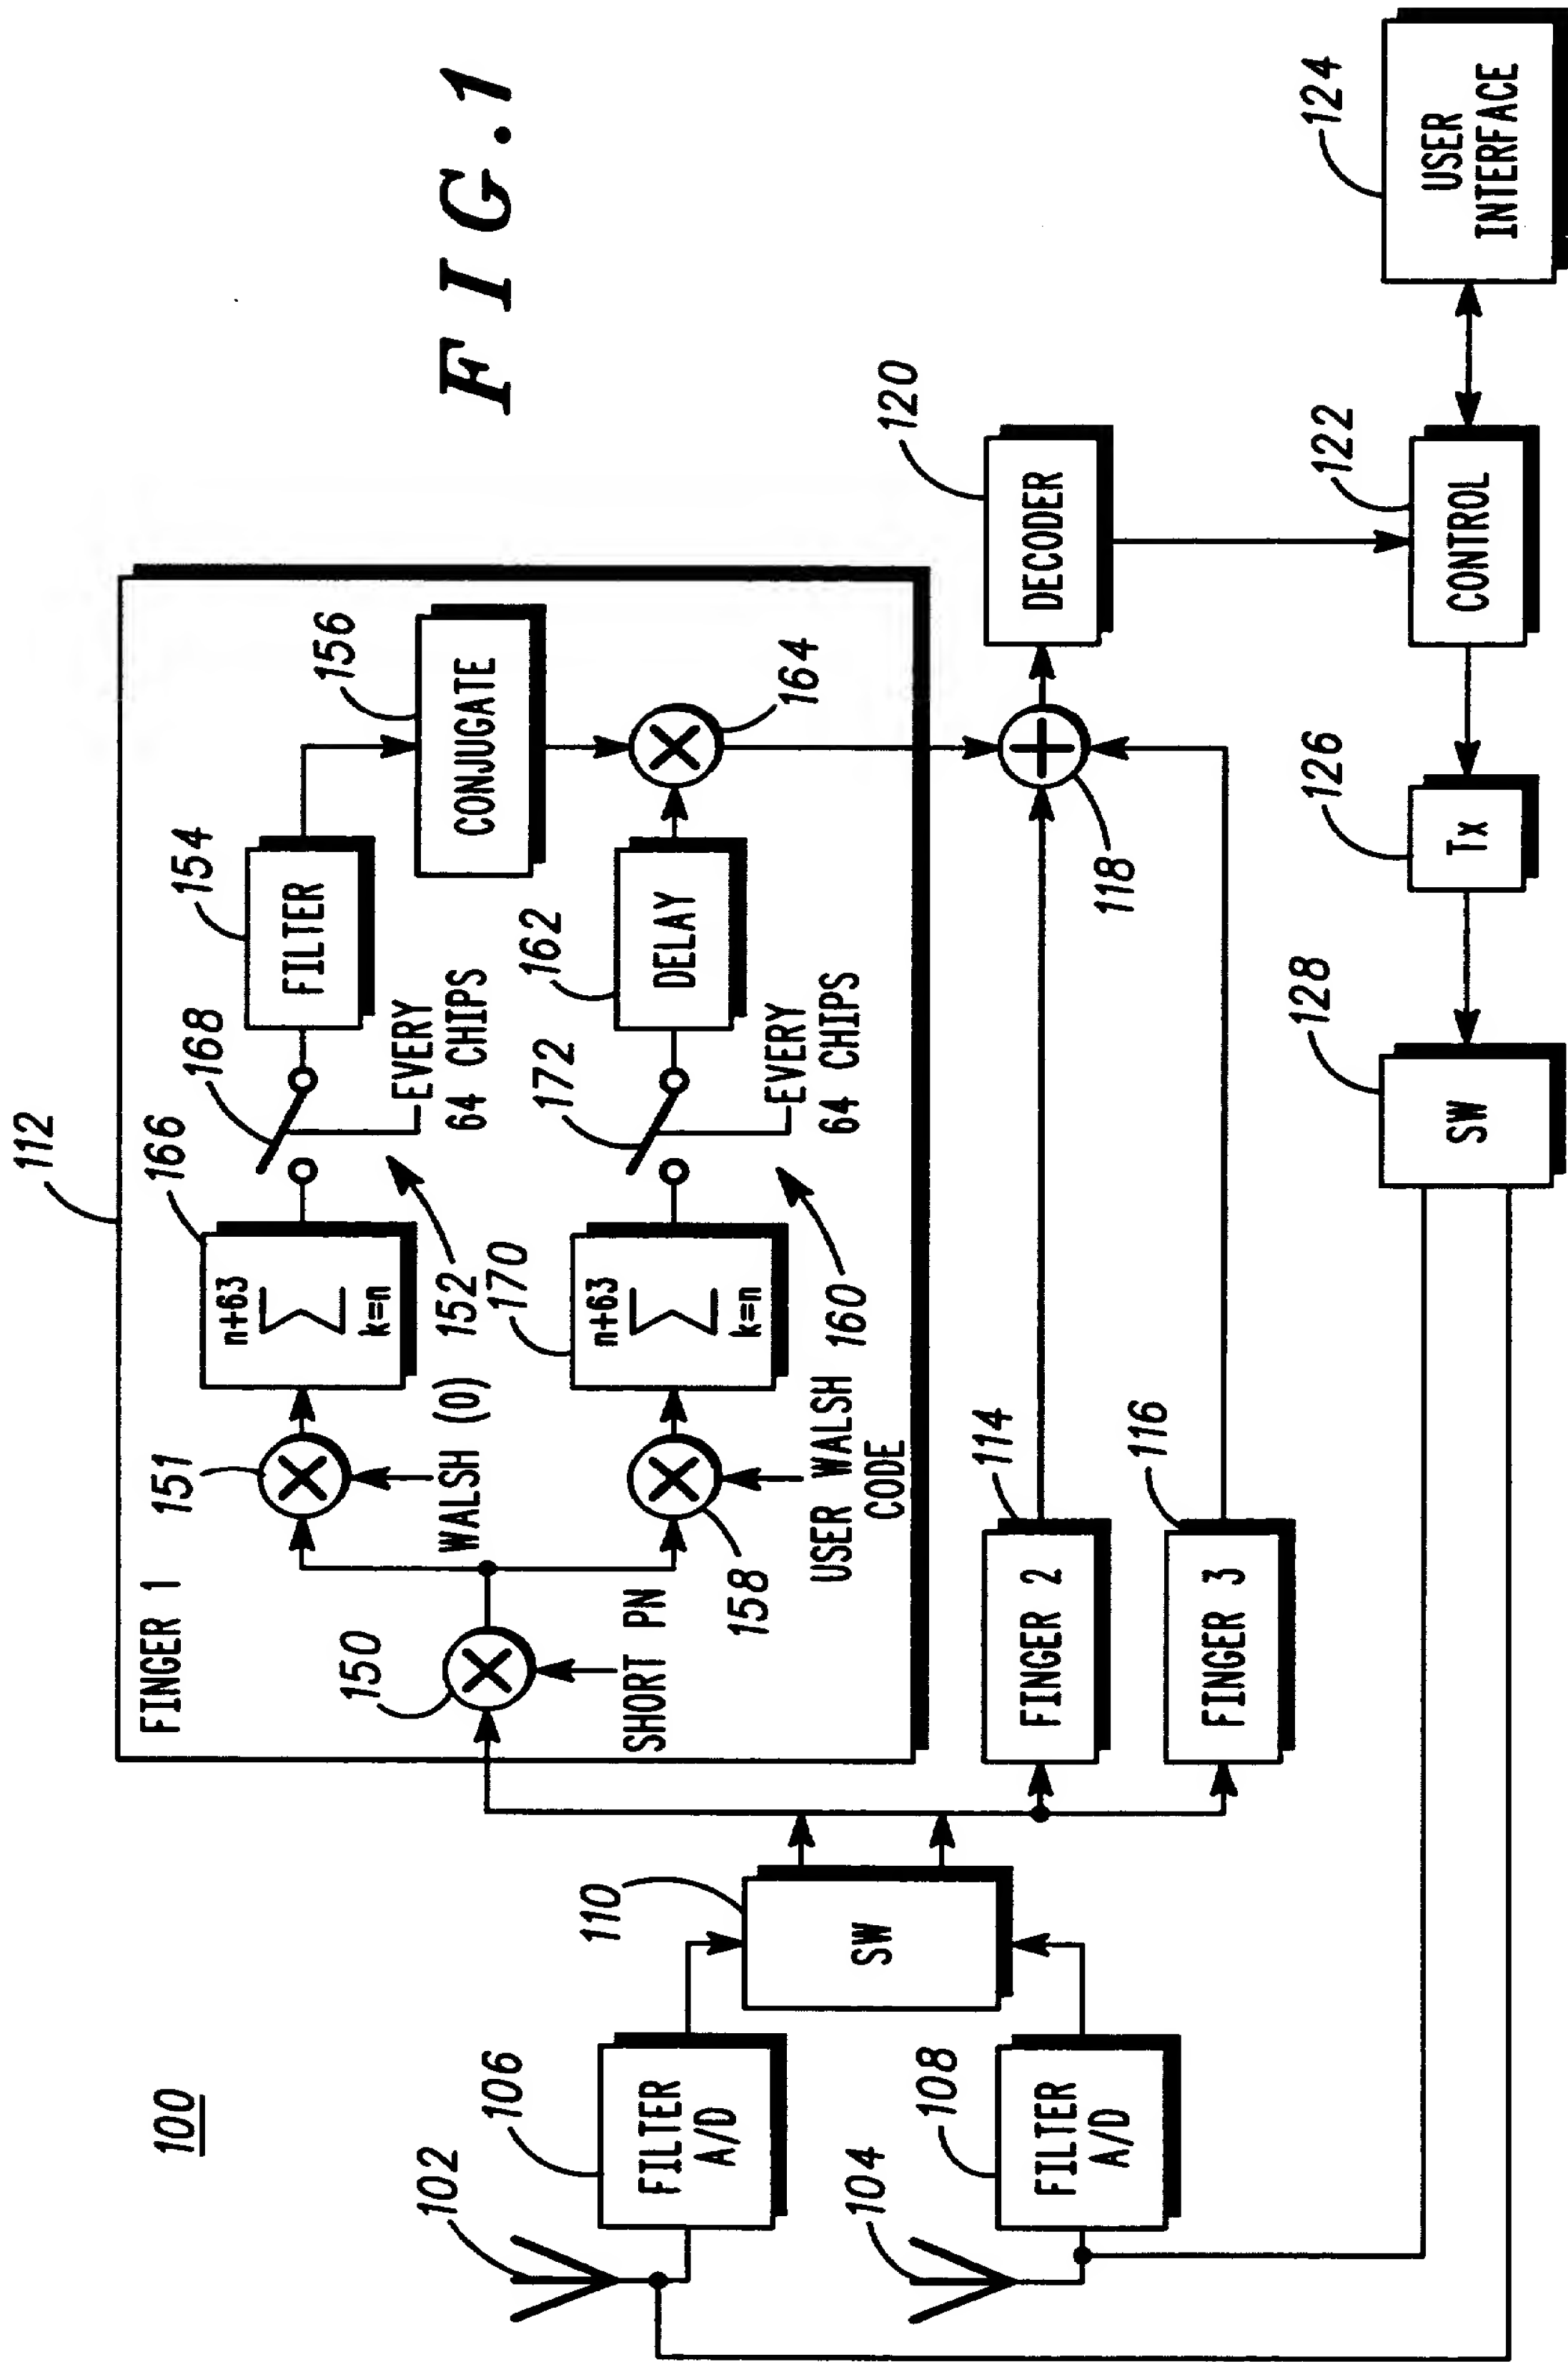 FIG.1
100
102
104
FILTER
A/D
106
FILTER
A/D
108
SW
110
112
FINGER 1
150
SHORT PN
151
WALSH (0)
166
n+63
∑
k=n
152
168
EVERY
64 CHIPS
FILTER
154
CONJUGATE
156
158
USER WALSH
CODE
170
n+63
∑
k=n
160
172
EVERY
64 CHIPS
DELAY
162
164
FINGER 2
114
FINGER 3
116
118
DECODER
120
CONTROL
122
USER
INTERFACE
124
Tx
126
SW
128